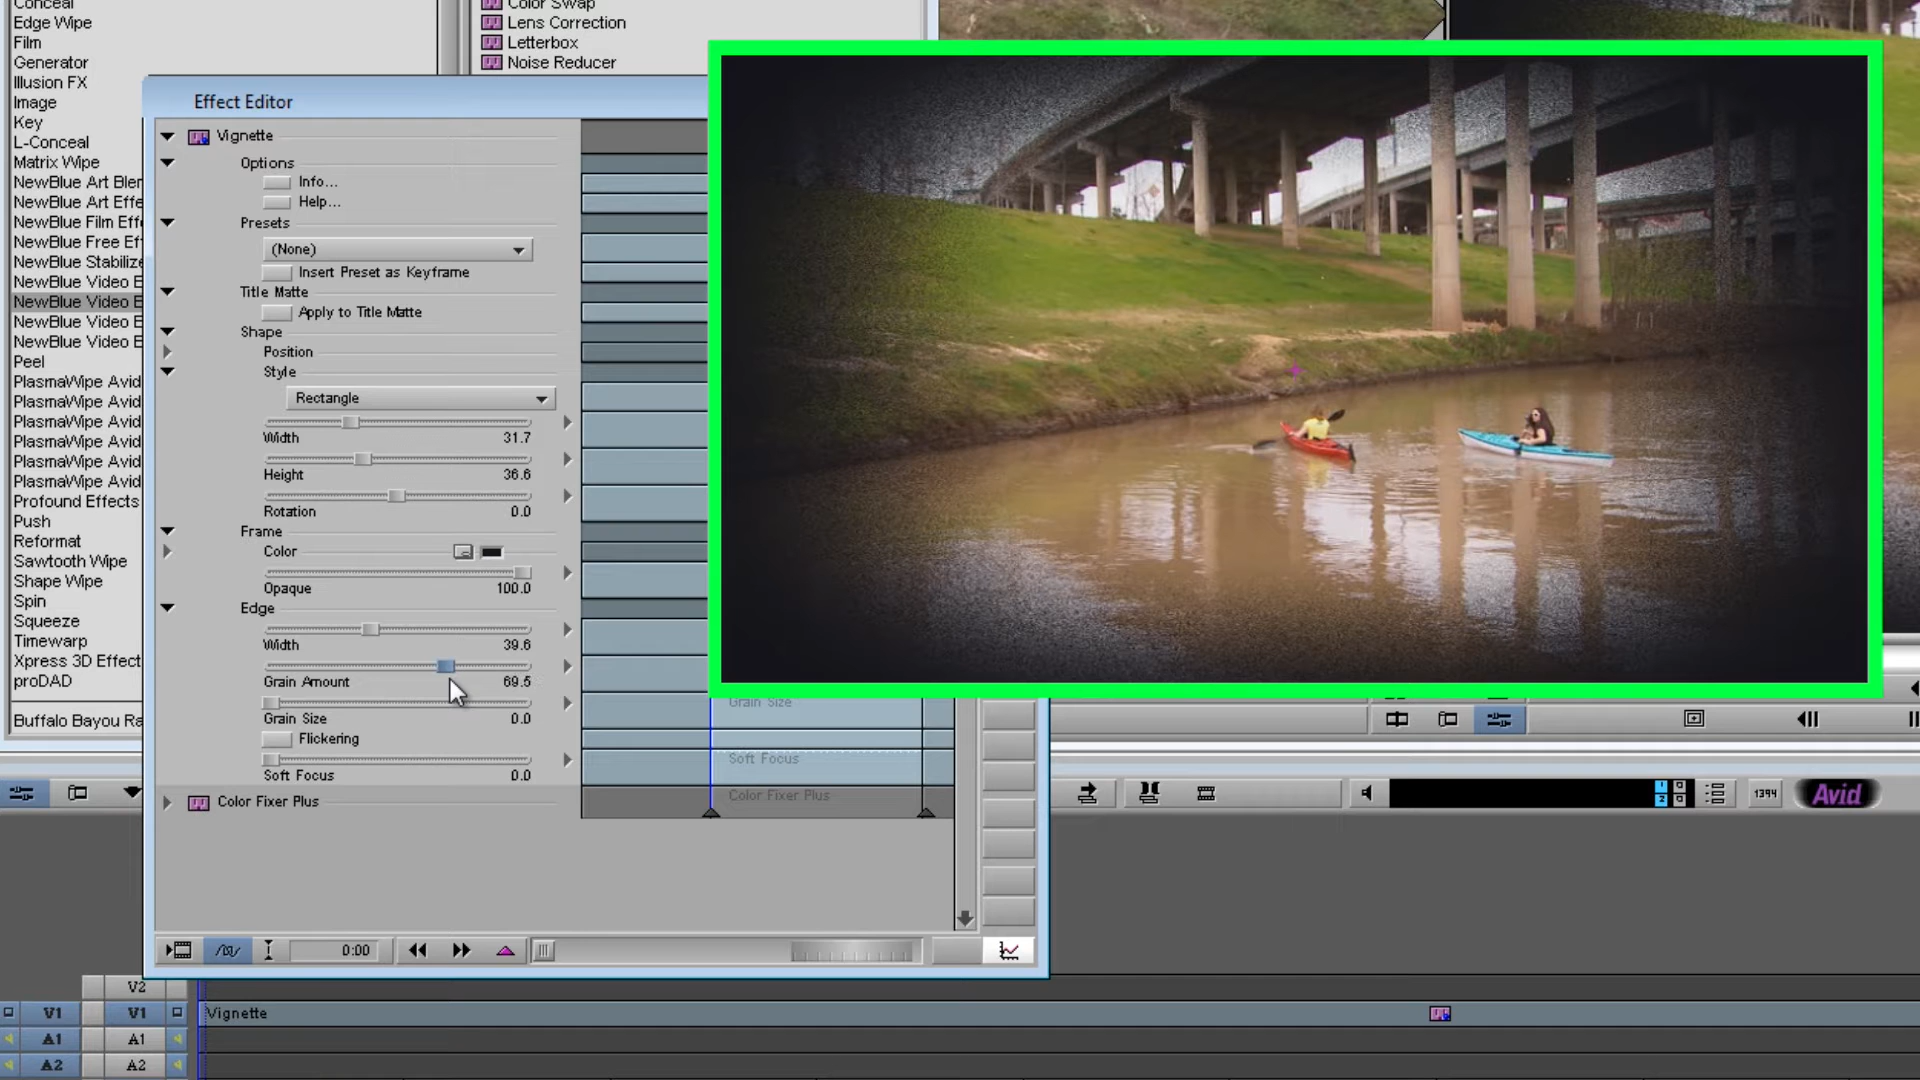 Conceal
Edge Wipe
Film
Generator
Illusion FX
Image
Key
L-Conceal
Matrix Wipe
NewBlue Art Blen
NewBlue Art Effe
NewBlue Film Effe
NewBlue Free Ef
NewBlue Stabilize
NewBlue Video E
NewBlue Video E
NewBlue Video E
NewBlue Video E
Peel
PlasmaWipe Avid
PlasmaWipe Avid
PlasmaWipe Avid
PlasmaWipe Avid
PlasmaWipe Avid
PlasmaWipe Avid
Profound Effects
Push
Reformat
Sawtooth Wipe
Shape Wipe
Spin
Squeeze
Timewarp
Xpress 3D Effect
proDAD
Buffalo Bayou Ra
Color Swap
Lens Correction
Letterbox
Noise Reducer
Effect Editor
Vignette
Options
Info...
Help...
Presets
(None)
Insert Preset as Keyframe
Title Matte
Apply to Title Matte
Shape
Position
Style
Rectangle
Width 31.7
Height 36.6
Rotation 0.0
Frame
Color
Opaque 100.0
Edge
Width 39.6
Grain Amount 69.5
Grain Size 0.0
Flickering
Soft Focus 0.0
Color Fixer Plus
Grain Size
Soft Focus
Color Fixer Plus
0:00
1394
Avid
V2
V1 V1 Vignette
A1 A1
A2 A2